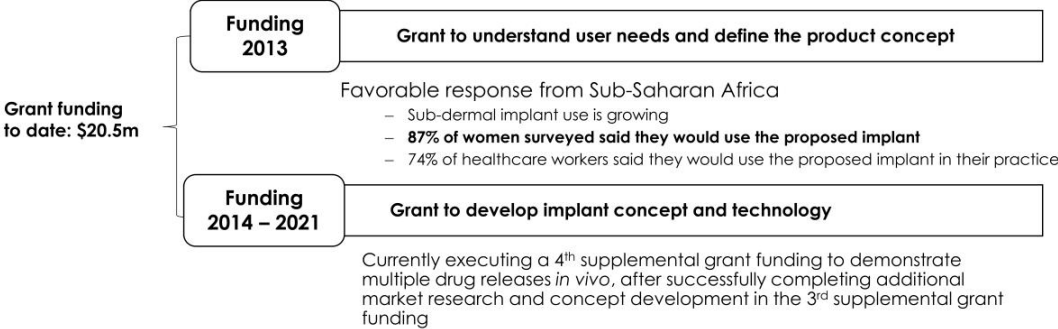 Funding
2013
Grant to understand user needs and define the product concept
Grant funding
to date: $20.5m
Favorable response from Sub-Saharan Africa
– Sub-dermal implant use is growing
– 87% of women surveyed said they would use the proposed implant
– 74% of healthcare workers said they would use the proposed implant in their practice
Funding
2014 – 2021
Grant to develop implant concept and technology
Currently executing a 4th supplemental grant funding to demonstrate
multiple drug releases in vivo, after successfully completing additional
market research and concept development in the 3rd supplemental grant
funding